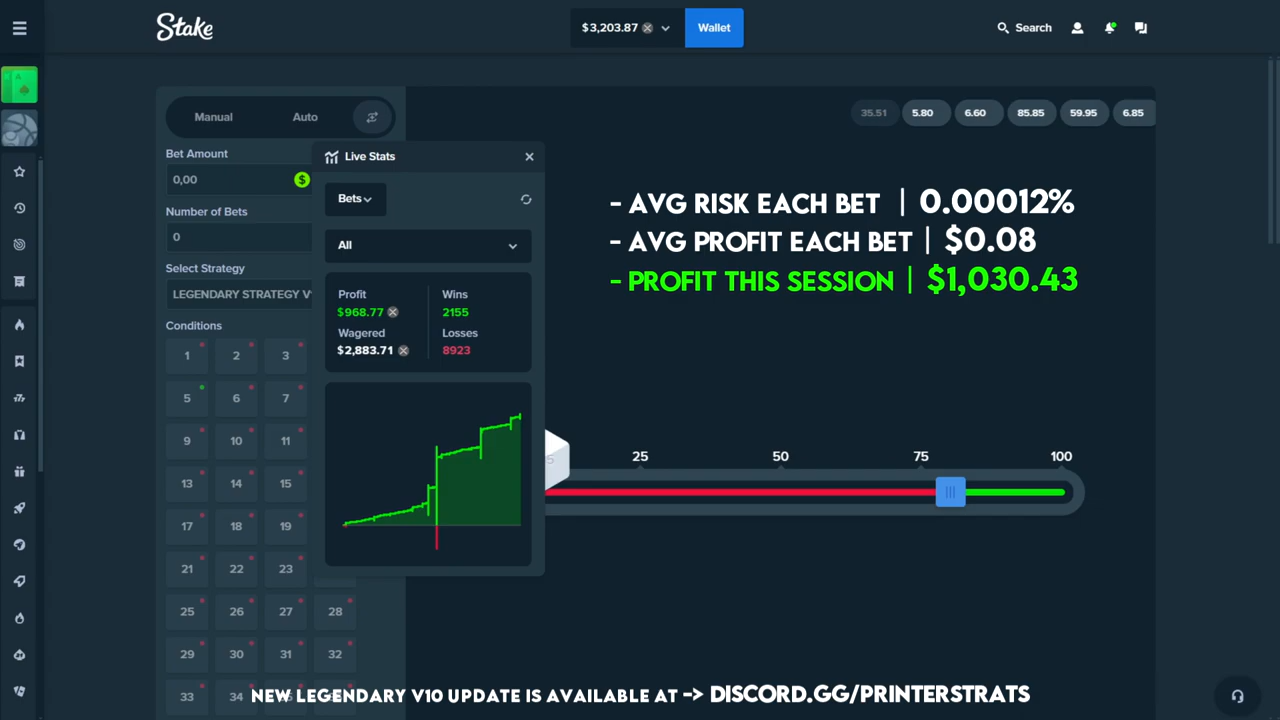 Stake
$3,203.87
Wallet
Search
Manual
Auto
35.51
5.80
6.60
85.85
59.95
6.85
Bet Amount
0,00
$
Number of Bets
0
Select Strategy
LEGENDARY STRATEGY
Conditions
Live Stats
Bets
All
Profit
$968.77
Wins
2155
Wagered
$2,883.71
Losses
8923
- AVG RISK EACH BET | 0.00012%
- AVG PROFIT EACH BET | $0.08
- PROFIT THIS SESSION | $1,030.43
25
50
75
100
1 2 3
5 6 7
9 10 11
13 14 15
17 18 19
21 22 23
25 26 27 28
29 30 31 32
33 34
NEW LEGENDARY V10 UPDATE IS AVAILABLE AT -> DISCORD.GG/PRINTERSTRATS